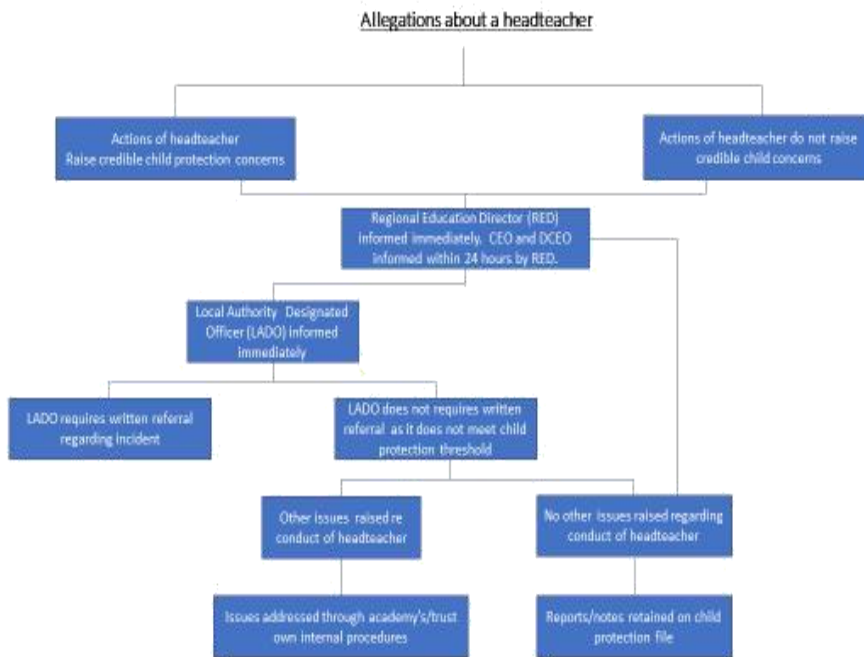 Allegations about a headteacher
Actions of headteacher
Raise credible child protection concerns
Actions of headteacher do not raise
credible child concerns
Regional Education Director (RED)
informed immediately. CEO and DCEO
informed within 24 hours by RED.
Local Authority Designated
Officer (LADO) informed
immediately
LADO requires written referral
regarding incident
LADO does not requires written
referral as it does not meet child
protection threshold
Other issues raised re
conduct of headteacher
No other issues raised regarding
conduct of headteacher
Issues addressed through academy's/trust
own internal procedures
Reports/notes retained on child
protection file